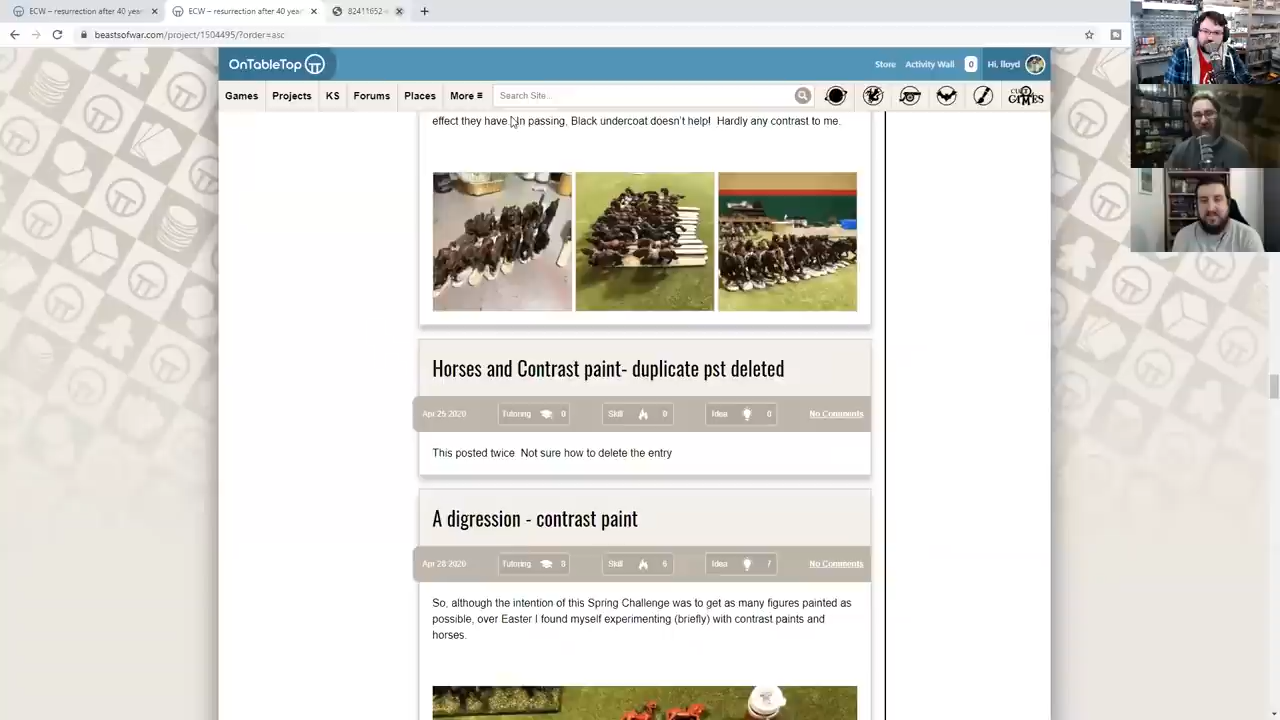 ECW – resurrection after 40 year
ECW – resurrection after 40 year
82411652
beastsofwar.com/project/1504495/?order=asc
OnTableTop
Store
Activity Wall
0
Hi, lloyd
Games
Projects
KS
Forums
Places
More ≡
Search Site...
GAMES
effect they have in passing, Black undercoat doesn't help! Hardly any contrast to me.
Horses and Contrast paint- duplicate pst deleted
Apr 25 2020
Tutoring 0
Skill 0
Idea 0
No Comments
This posted twice Not sure how to delete the entry
A digression - contrast paint
Apr 28 2020
Tutoring 8
Skill 6
Idea 7
No Comments
So, although the intention of this Spring Challenge was to get as many figures painted as
possible, over Easter I found myself experimenting (briefly) with contrast paints and
horses.